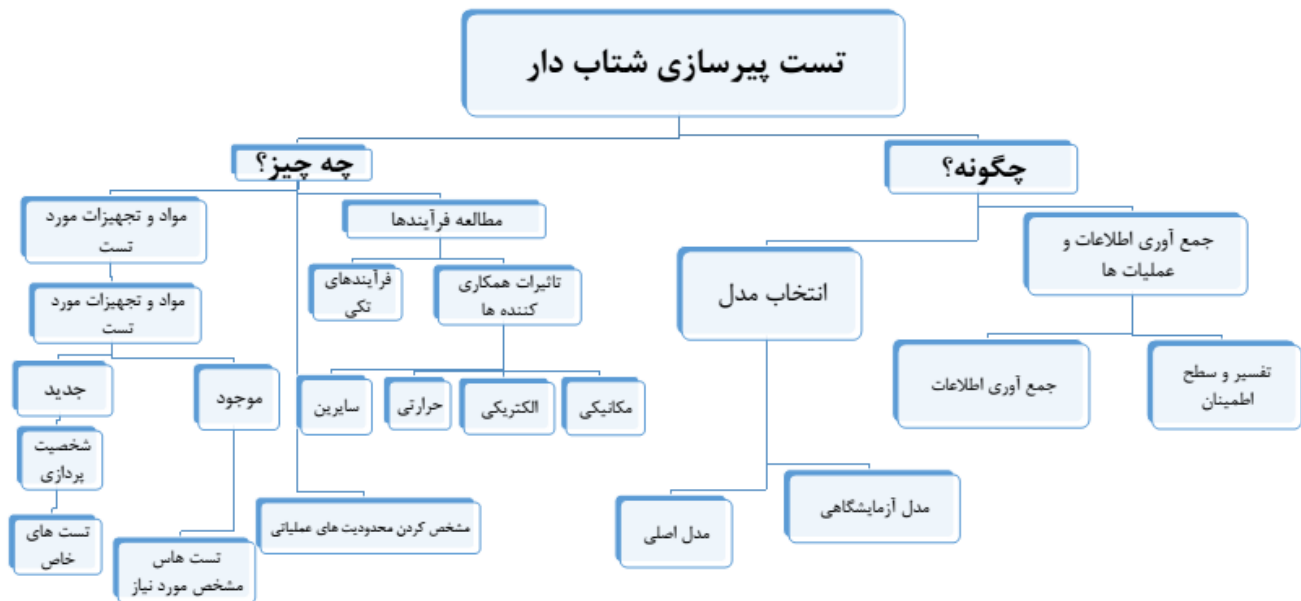 تست پیرسازی شتاب دار
چگونه؟
چه چیز؟
جمع آوری اطلاعات و
عملیات ها
انتخاب مدل
جمع آوری اطلاعات
تفسیر و سطح
اطمینان
مدل آزمایشگاهی
مدل اصلی
مطالعه فرآیندها
مواد و تجهیزات مورد
تست
تاثیرات همکاری
کننده ها
فرآیندهای
تکی
مواد و تجهیزات مورد
تست
مکانیکی
الکتریکی
حرارتی
سایرین
موجود
جدید
شخصیت
پردازی
مشخص کردن محدودیت های عملیاتی
تست هاس
مشخص مورد نیاز
تست های
خاص